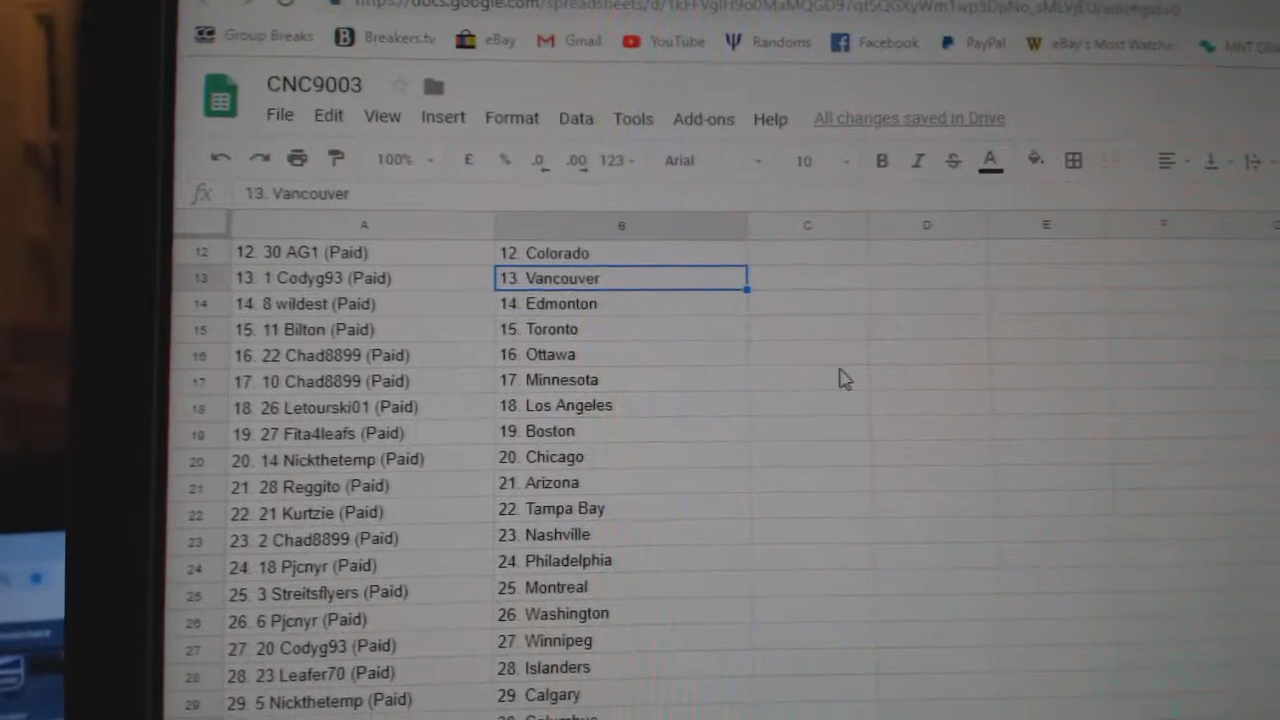 Group Breaks Breakers.tv eBay Gmail YouTube Randoms Facebook PayPal eBay's Most Watche
CNC9003
File Edit View Insert Format Data Tools Add-ons Help All changes saved in Drive
100% £ % .0 .00 123 Arial 10 B I S A
fx 13. Vancouver
A B C D E F
12 12. 30 AG1 (Paid) 12. Colorado
13 13. 1 Codyg93 (Paid) 13. Vancouver
14 14. 8 wildest (Paid) 14. Edmonton
15 15. 11 Bilton (Paid) 15. Toronto
16 16. 22 Chad8899 (Paid) 16. Ottawa
17 17. 10 Chad8899 (Paid) 17. Minnesota
18 18. 26 Letourski01 (Paid) 18. Los Angeles
19 19. 27 Fita4leafs (Paid) 19. Boston
20 20. 14 Nickthetemp (Paid) 20. Chicago
21 21. 28 Reggito (Paid) 21. Arizona
22 22. 21 Kurtzie (Paid) 22. Tampa Bay
23 23. 2 Chad8899 (Paid) 23. Nashville
24 24. 18 Pjcnyr (Paid) 24. Philadelphia
25 25. 3 Streitsflyers (Paid) 25. Montreal
26 26. 6 Pjcnyr (Paid) 26. Washington
27 27. 20 Codyg93 (Paid) 27. Winnipeg
28 28. 23 Leafer70 (Paid) 28. Islanders
29 29. 5 Nickthetemp (Paid) 29. Calgary